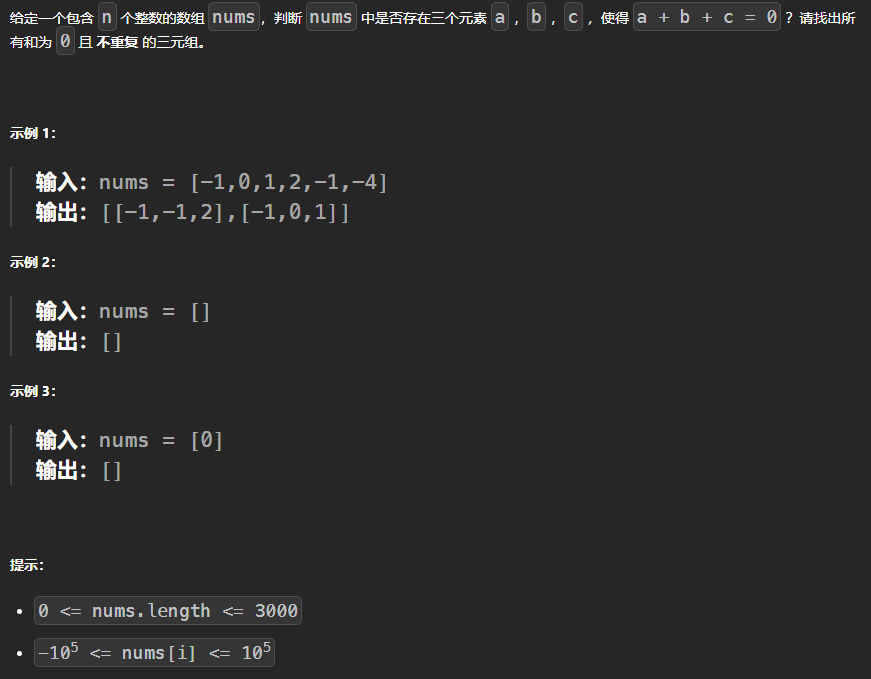 给定一个包含 n 个整数的数组 nums，判断 nums 中是否存在三个元素 a ，b ，c ，使得 a + b + c = 0 ？请找出所
有和为 0 且 不重复 的三元组。
示例 1：
输入：nums = [-1,0,1,2,-1,-4]
输出：[[-1,-1,2],[-1,0,1]]
示例 2：
输入：nums = []
输出：[]
示例 3：
输入：nums = [0]
输出：[]
提示：
• 0 <= nums.length <= 3000
• -10⁵ <= nums[i] <= 10⁵